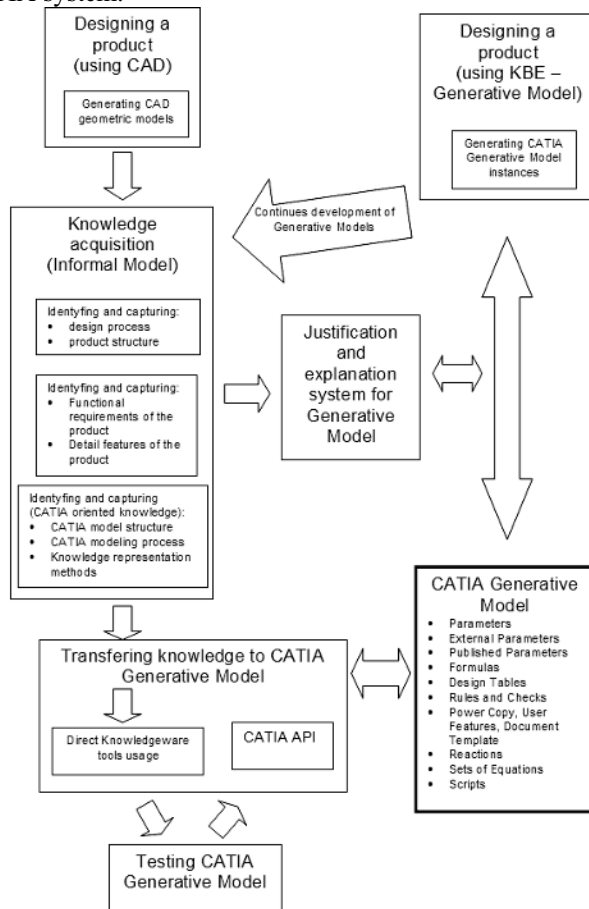 Designing a
product
(using CAD)
Generating CAD
geometric models
Designing a
product
(using KBE –
Generative Model)
Generating CATIA
Generative Model
instances
Continues development of
Generative Models
Knowledge
acquisition
(Informal Model)
Identyfing and capturing:
• design process
• product structure
Identyfing and capturing:
• Functional
requirements of the
product
• Detail features of the
product
Identyfing and capturing
(CATIA oriented knowledge):
• CATIA model structure
• CATIA modeling process
• Knowledge representation
methods
Justification
and
explanation
system for
Generative
Model
CATIA Generative
Model
• Parameters
• External Parameters
• Published Parameters
• Formulas
• Design Tables
• Rules and Checks
• Power Copy, User
Features, Document
Template
• Reactions
• Sets of Equations
• Scripts
Transfering knowledge to CATIA
Generative Model
Direct Knowledgeware
tools usage
CATIA API
Testing CATIA
Generative Model